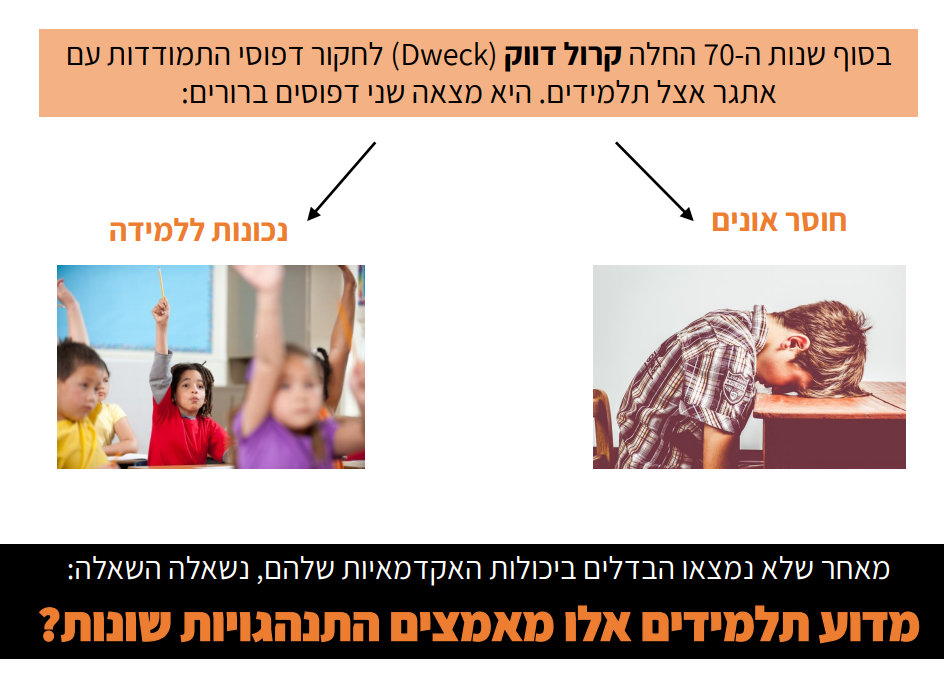 בסוף שנות ה-70 החלה קרול דווק (Dweck) לחקור דפוסי התמודדות עם
אתגר אצל תלמידים. היא מצאה שני דפוסים ברורים:
חוסר אונים
נכונות ללמידה
מאחר שלא נמצאו הבדלים ביכולות האקדמאיות שלהם, נשאלה השאלה:
מדוע תלמידים אלו מאמצים התנהגויות שונות?